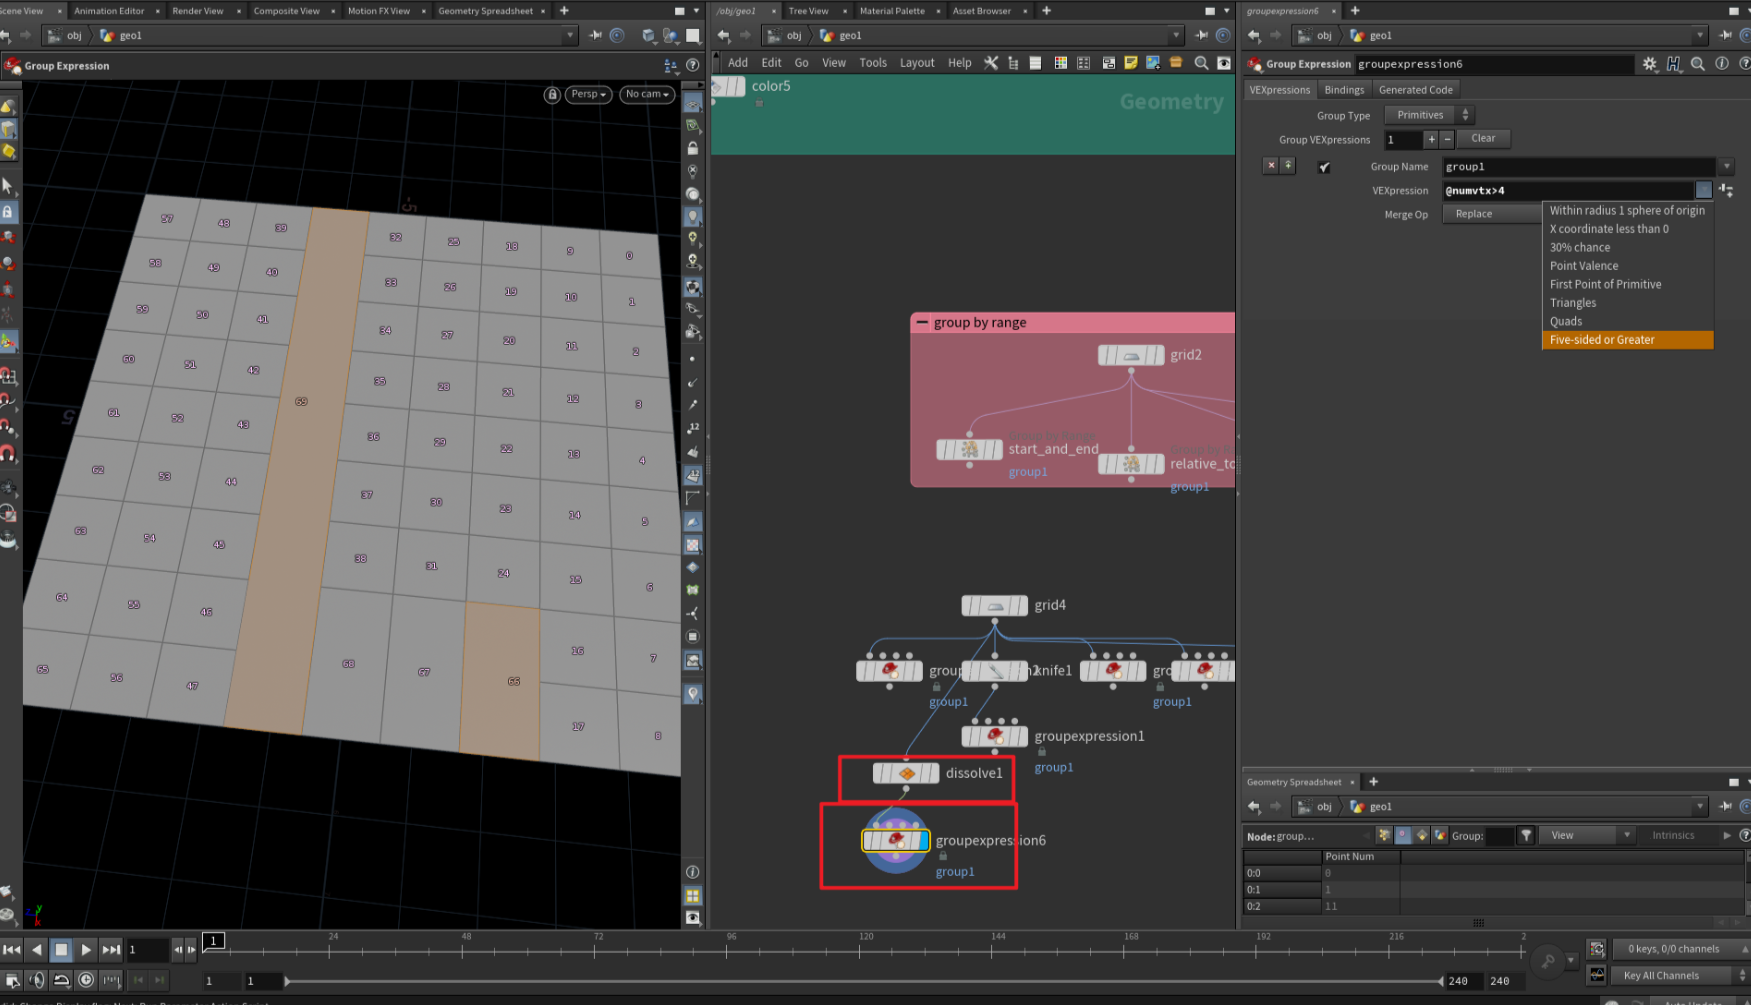 Scene View
Animation Editor
Render View
Composite View
Motion FX View
Geometry Spreadsheet
obj
geo1
Group Expression
Persp
No cam
-5
5
57 48 39 32 25 18 9 0
58 49 40 33 26 19 10 1
59 50 41 34 27 20 11 2
60 51 42 69 35 28 21 12 3
61 52 43 36 29 22 13 4
62 53 44 37 30 23 14 5
63 54 45 38 31 24 15 6
64 55 46 68 67 66 16 7
65 56 47 17 8
y
x
/obj/geo1
Tree View
Material Palette
Asset Browser
obj
geo1
Add Edit Go View Tools Layout Help
color5
Geometry
group by range
grid2
Group by Range
start_and_end
group1
relative_to
group1
grid4
group
knife1
group1
group1
groupexpression1
group1
dissolve1
groupexpression6
group1
groupexpression6
obj
geo1
Group Expression groupexpression6
VEXpressions
Bindings
Generated Code
Group Type Primitives
Group VEXpressions 1 + − Clear
Group Name group1
VEXpression @numvtx>4
Merge Op Replace
Within radius 1 sphere of origin
X coordinate less than 0
30% chance
Point Valence
First Point of Primitive
Triangles
Quads
Five-sided or Greater
Geometry Spreadsheet
obj
geo1
Node: group...
Group:
View
Intrinsics
Point Num
0:0 0
0:1 1
0:2 11
1
1
24 48 72 96 120 144 168 192 216 2
0 keys, 0/0 channels
1 1 240 240
Key All Channels
Auto Update